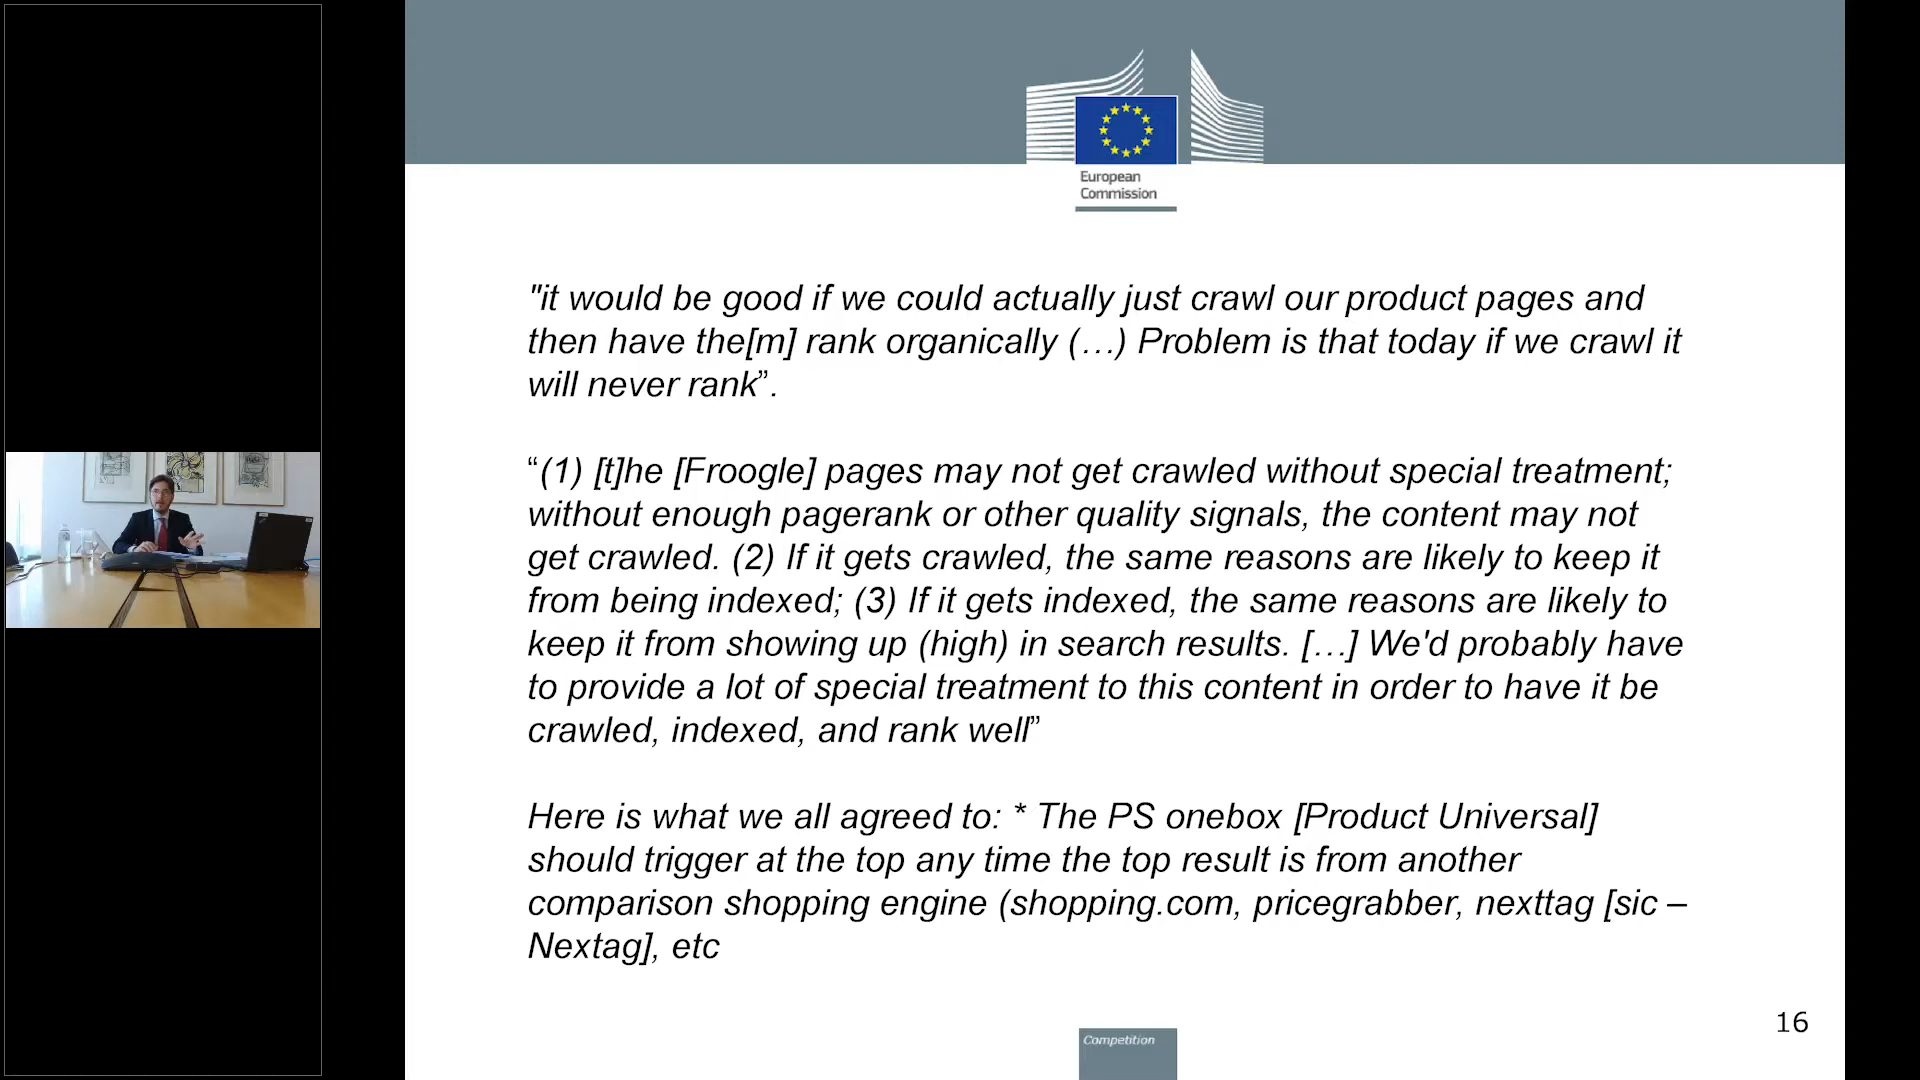 European
Commission
"it would be good if we could actually just crawl our product pages and
then have the[m] rank organically (…) Problem is that today if we crawl it
will never rank”.
“(1) [t]he [Froogle] pages may not get crawled without special treatment;
without enough pagerank or other quality signals, the content may not
get crawled. (2) If it gets crawled, the same reasons are likely to keep it
from being indexed; (3) If it gets indexed, the same reasons are likely to
keep it from showing up (high) in search results. […] We'd probably have
to provide a lot of special treatment to this content in order to have it be
crawled, indexed, and rank well”
Here is what we all agreed to: * The PS onebox [Product Universal]
should trigger at the top any time the top result is from another
comparison shopping engine (shopping.com, pricegrabber, nexttag [sic –
Nextag], etc
16
Competition